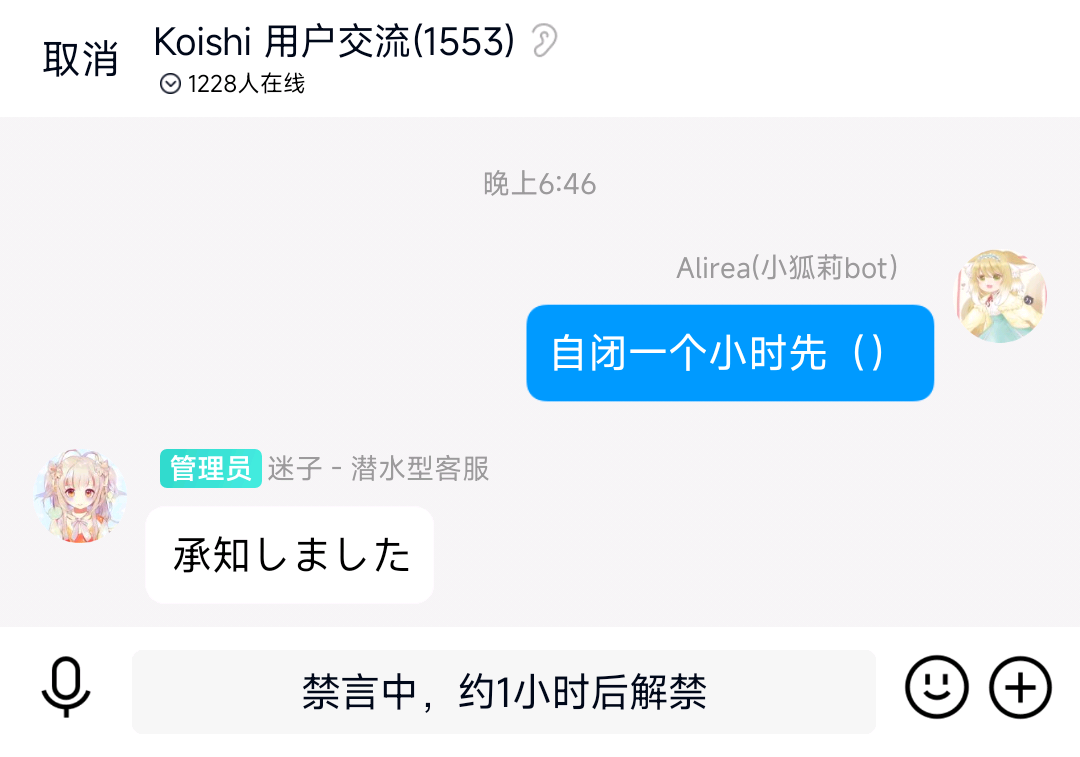 取消
Koishi 用户交流(1553)
1228人在线
晚上6:46
Alirea(小狐莉bot)
自闭一个小时先（）
管理员 迷子 - 潜水型客服
承知しました
禁言中，约1小时后解禁